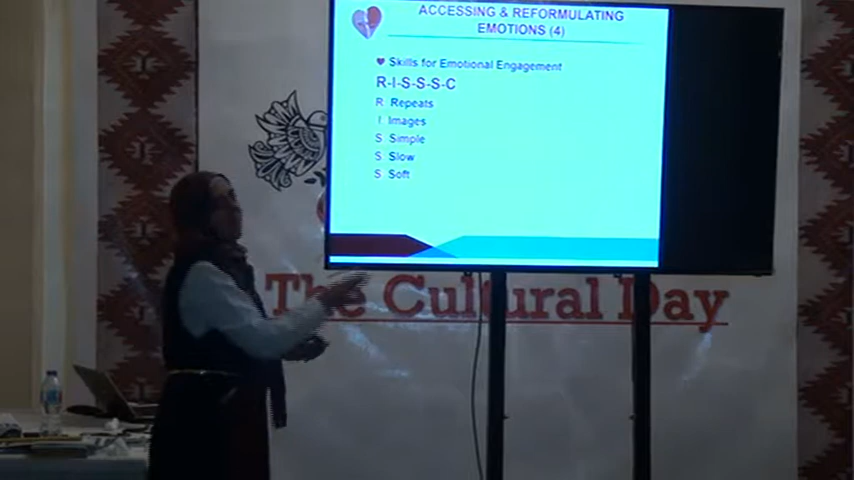 ACCESSING & REFORMULATING
EMOTIONS (4)
Skills for Emotional Engagement
R-I-S-S-S-C
R Repeats
I Images
S Simple
S Slow
S Soft
The Cultural Day